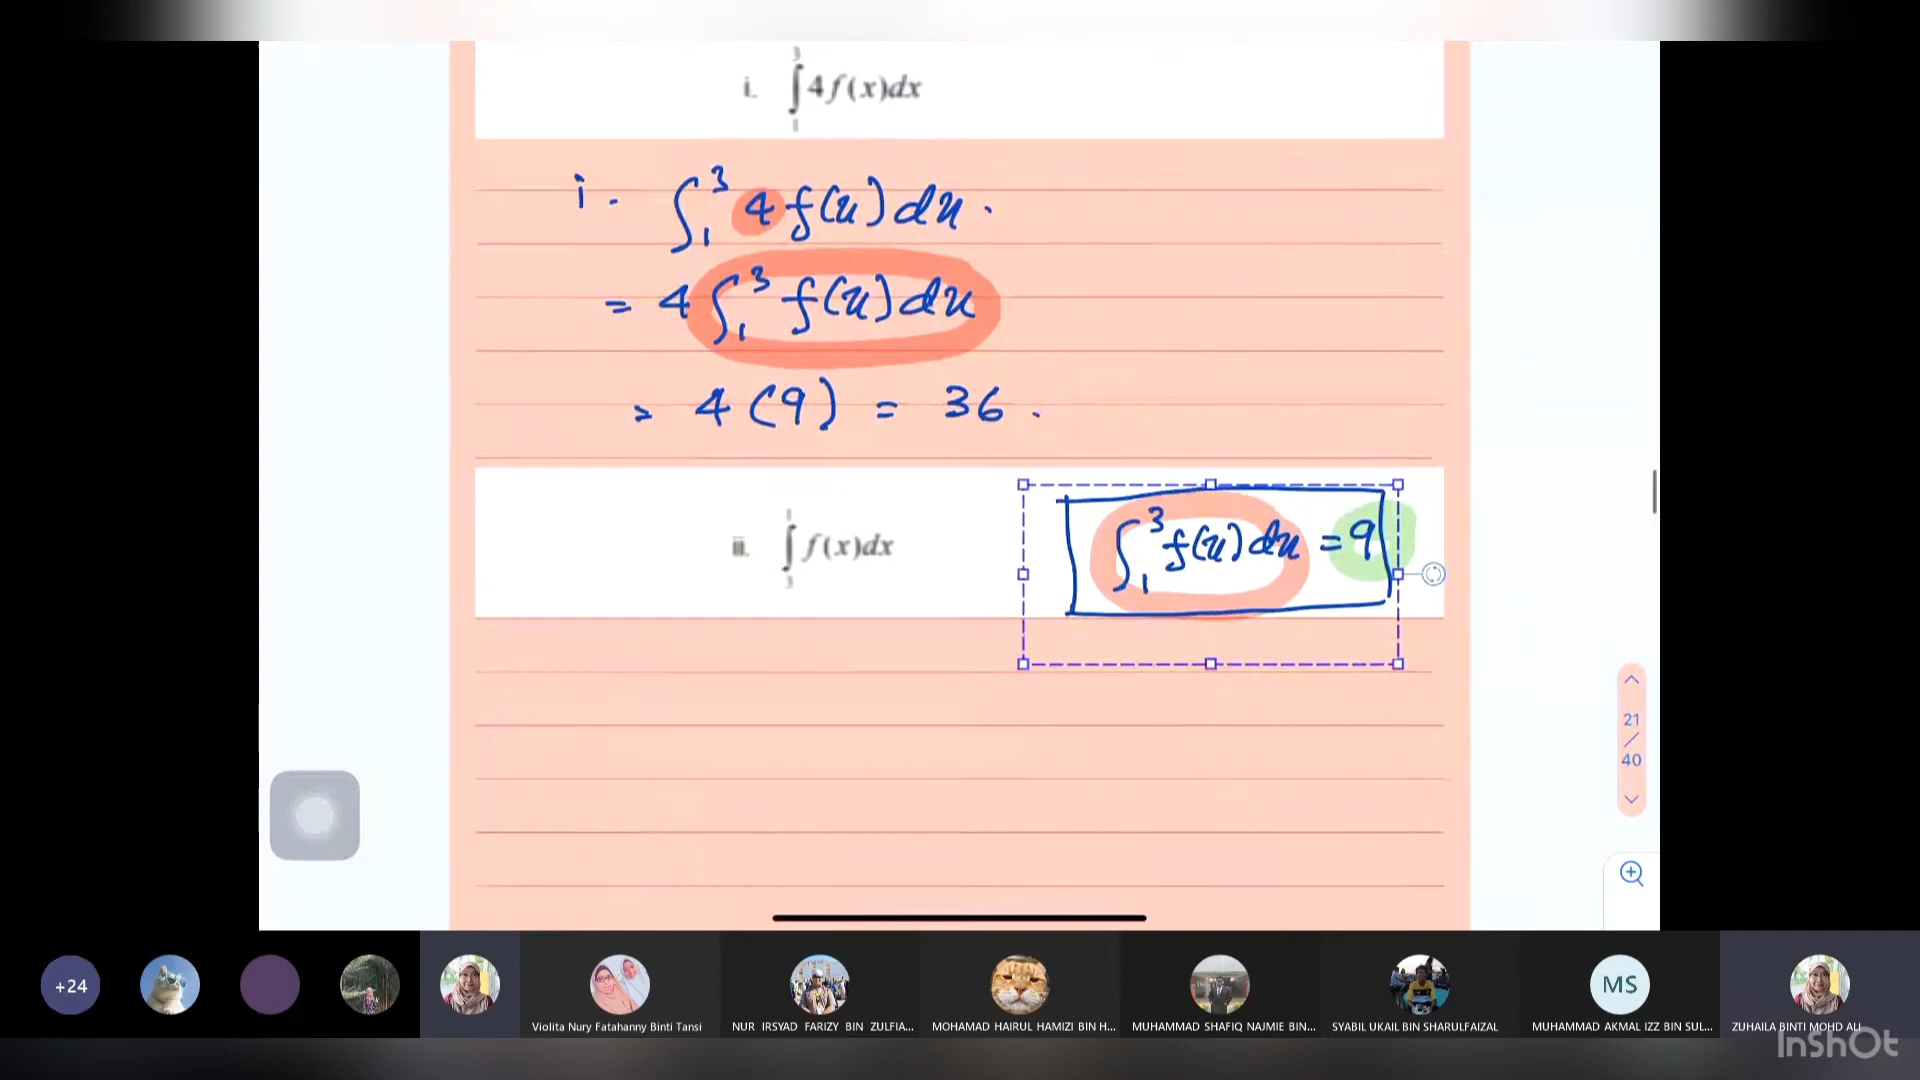 i. ∫₁³ 4f(x)dx
i. ∫₁³ 4 f(x) dx.
= 4 ∫₁³ f(x) dx
= 4 (9) = 36.
ii. ∫₃¹ f(x)dx
∫₁³ f(x) dx = 9
21
/
40
+24
Violita Nury Fatahanny Binti Tansi
NUR IRSYAD FARIZY BIN ZULFIA...
MOHAMAD HAIRUL HAMIZI BIN H...
MUHAMMAD SHAFIQ NAJMIE BIN...
SYABIL UKAIL BIN SHARULFAIZAL
MS
MUHAMMAD AKMAL IZZ BIN SUL...
ZUHAILA BINTI MOHD ALI
InShOt